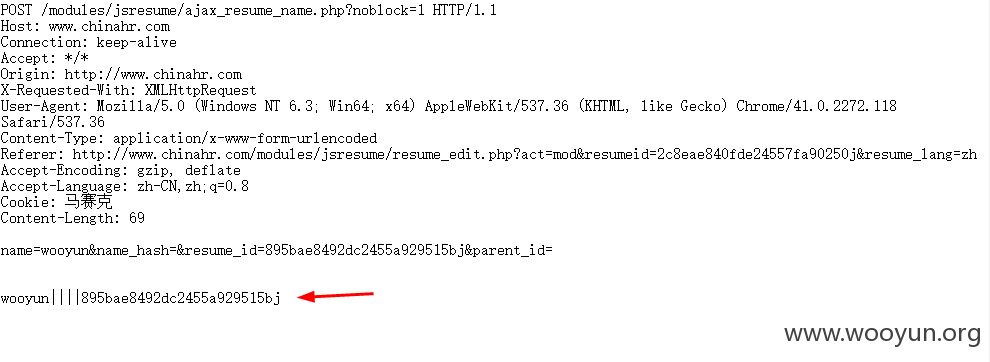 POST /modules/jsresume/ajax_resume_name.php?noblock=1 HTTP/1.1
Host: www.chinahr.com
Connection: keep-alive
Accept: */*
Origin: http://www.chinahr.com
X-Requested-With: XMLHttpRequest
User-Agent: Mozilla/5.0 (Windows NT 6.3; Win64; x64) AppleWebKit/537.36 (KHTML, like Gecko) Chrome/41.0.2272.118
Safari/537.36
Content-Type: application/x-www-form-urlencoded
Referer: http://www.chinahr.com/modules/jsresume/resume_edit.php?act=mod&resumeid=2c8eae840fde24557fa90250j&resume_lang=zh
Accept-Encoding: gzip, deflate
Accept-Language: zh-CN,zh;q=0.8
Cookie: 马赛克
Content-Length: 69
name=wooyun&name_hash=&resume_id=895bae8492dc2455a929515bj&parent_id=
wooyun||||895bae8492dc2455a929515bj
www.wooyun.org